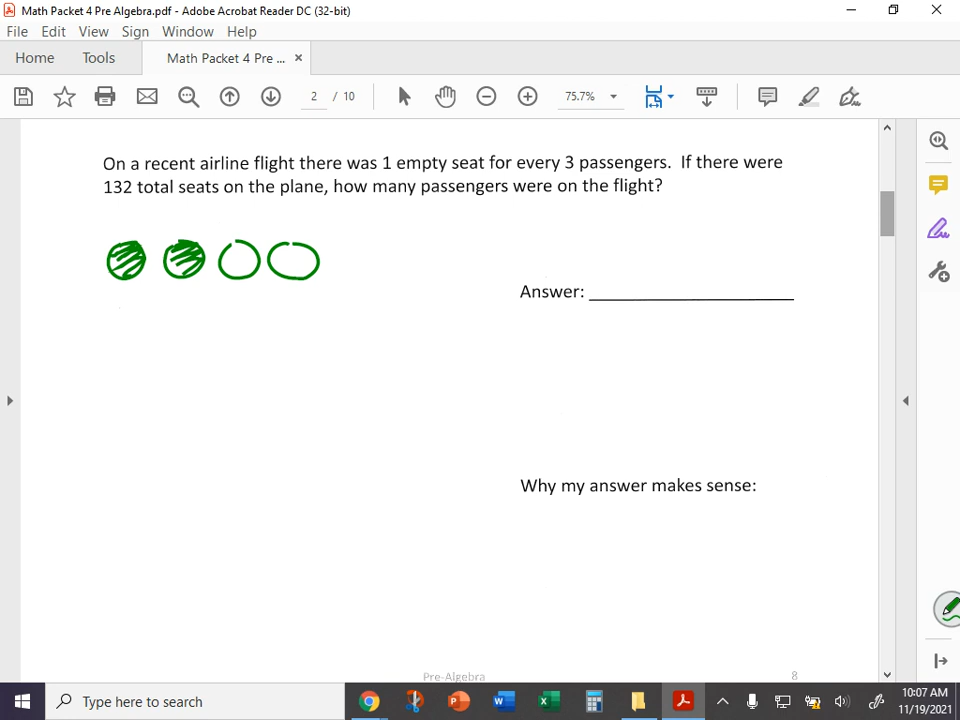 Math Packet 4 Pre Algebra.pdf - Adobe Acrobat Reader DC (32-bit)
File Edit View Sign Window Help
Home Tools Math Packet 4 Pre ... ×
2 / 10 75.7%
On a recent airline flight there was 1 empty seat for every 3 passengers. If there were
132 total seats on the plane, how many passengers were on the flight?
Answer: ____________________
Why my answer makes sense:
Pre-Algebra 8
Type here to search
10:07 AM
11/19/2021